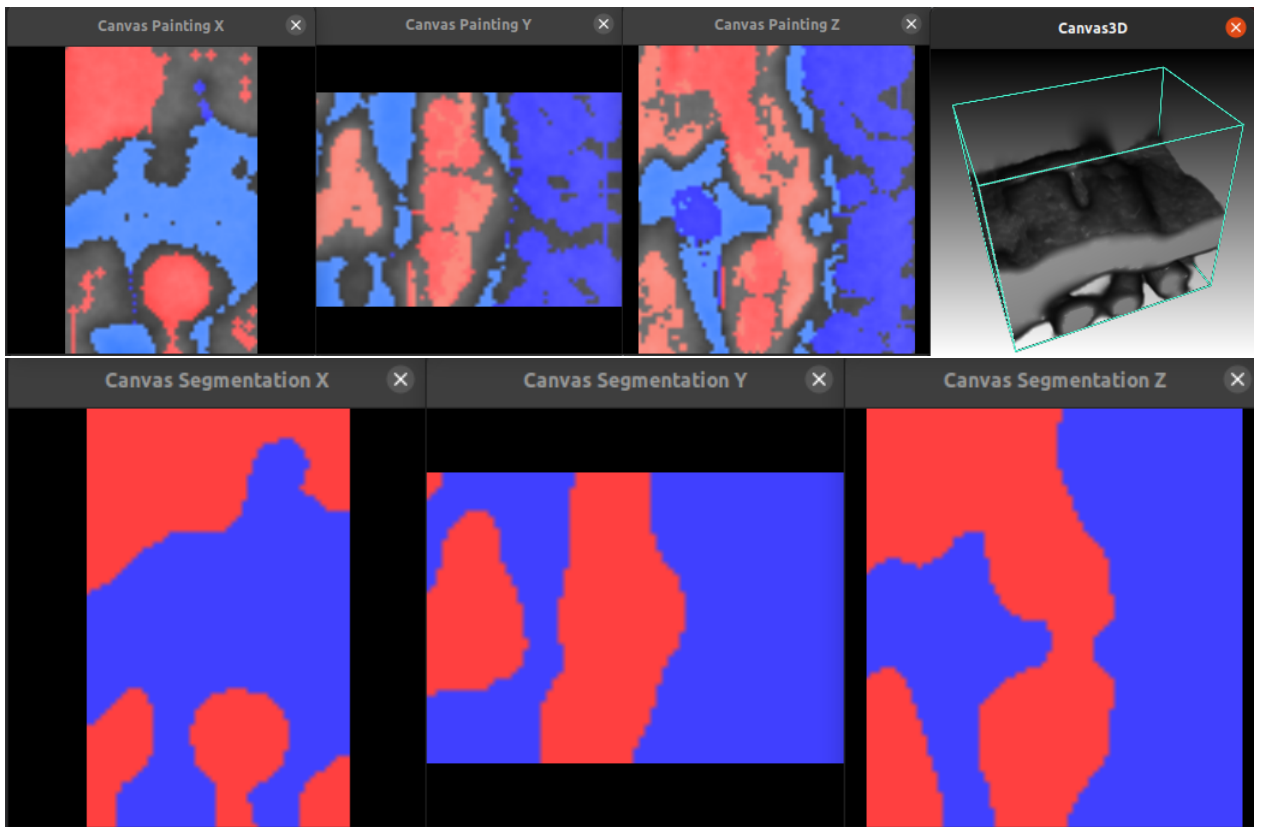 Canvas Painting X
Canvas Painting Y
Canvas Painting Z
Canvas3D
Canvas Segmentation X
Canvas Segmentation Y
Canvas Segmentation Z